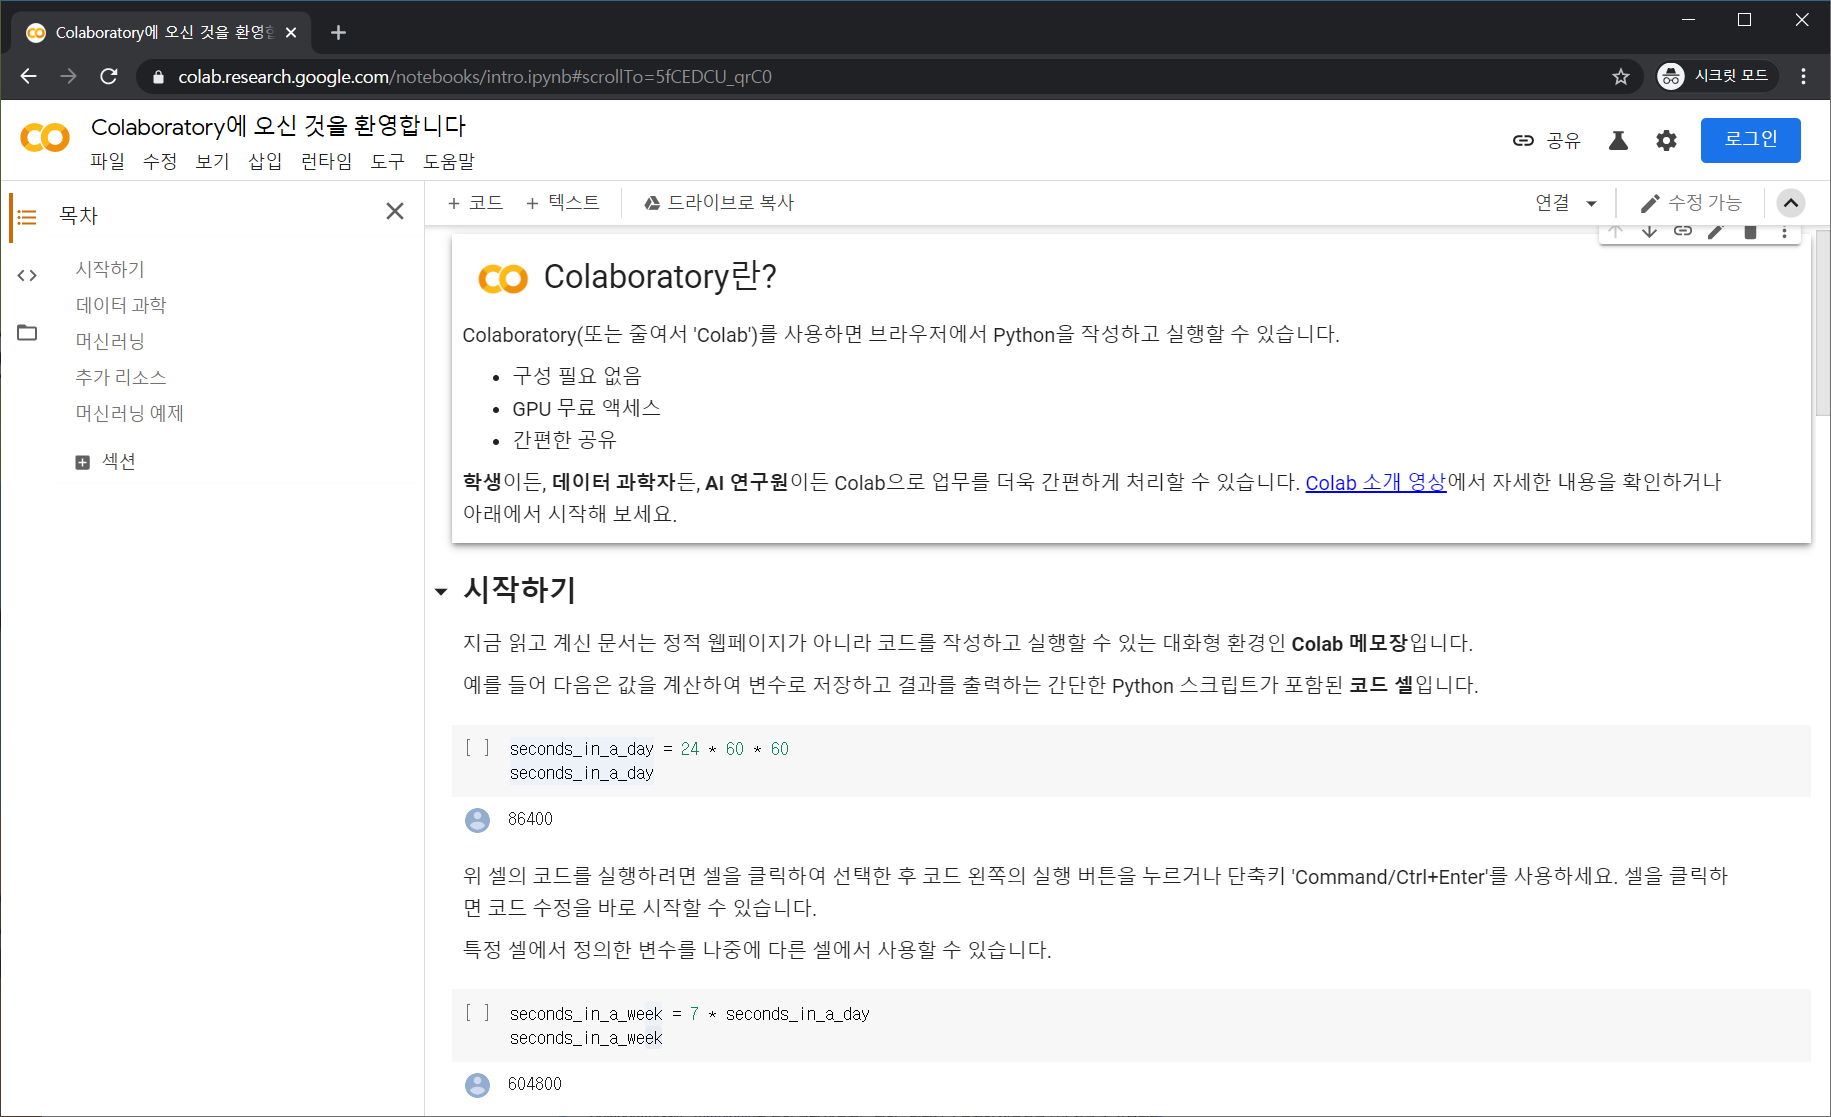 Colaboratory에 오신 것을 환영합
colab.research.google.com/notebooks/intro.ipynb#scrollTo=5fCEDCU_qrC0
시크릿 모드
Colaboratory에 오신 것을 환영합니다
파일 수정 보기 삽입 런타임 도구 도움말
공유
로그인
목차
시작하기
데이터 과학
머신러닝
추가 리소스
머신러닝 예제
섹션
+ 코드 + 텍스트 드라이브로 복사
연결 수정 가능
Colaboratory란?
Colaboratory(또는 줄여서 'Colab')를 사용하면 브라우저에서 Python을 작성하고 실행할 수 있습니다.
• 구성 필요 없음
• GPU 무료 액세스
• 간편한 공유
학생이든, 데이터 과학자든, AI 연구원이든 Colab으로 업무를 더욱 간편하게 처리할 수 있습니다. Colab 소개 영상에서 자세한 내용을 확인하거나
아래에서 시작해 보세요.
시작하기
지금 읽고 계신 문서는 정적 웹페이지가 아니라 코드를 작성하고 실행할 수 있는 대화형 환경인 Colab 메모장입니다.
예를 들어 다음은 값을 계산하여 변수로 저장하고 결과를 출력하는 간단한 Python 스크립트가 포함된 코드 셀입니다.
[ ] seconds_in_a_day = 24 * 60 * 60
seconds_in_a_day
86400
위 셀의 코드를 실행하려면 셀을 클릭하여 선택한 후 코드 왼쪽의 실행 버튼을 누르거나 단축키 'Command/Ctrl+Enter'를 사용하세요. 셀을 클릭하
면 코드 수정을 바로 시작할 수 있습니다.
특정 셀에서 정의한 변수를 나중에 다른 셀에서 사용할 수 있습니다.
[ ] seconds_in_a_week = 7 * seconds_in_a_day
seconds_in_a_week
604800